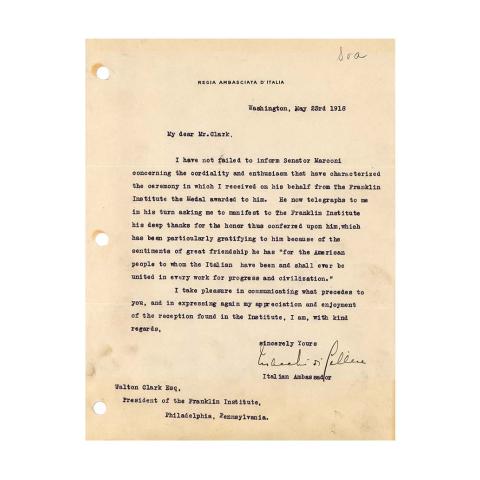 REGIA AMBASCIATA D'ITALIA
Washington, May 23rd 1918
My dear Mr.Clark.
I have not failed to inform Senator Marconi
concerning the cordiality and enthusiasm that have characterized
the ceremony in which I received on his behalf from The Franklin
Institute the Medal awarded to him. He now telegraphs to me
in his turn asking me to manifest to The Franklin Institute
his deep thanks for the honor thus conferred upon him,which
has been particularly gratifying to him because of the
sentiments of great friendship he has "for the American
people to whom the Italian have been and shall ever be
united in every work for progress and civilization."
I take pleasure in communicating what precedes to
you, and in expressing again my appreciation and enjoyment
of the reception found in the Institute, I am, with kind
regards,
sincerely Yours
Macchi di Cellere
Italian Ambassador
Walton Clark Esq.
President of the Franklin Institute,
Philadelphia, Pennsylvania.